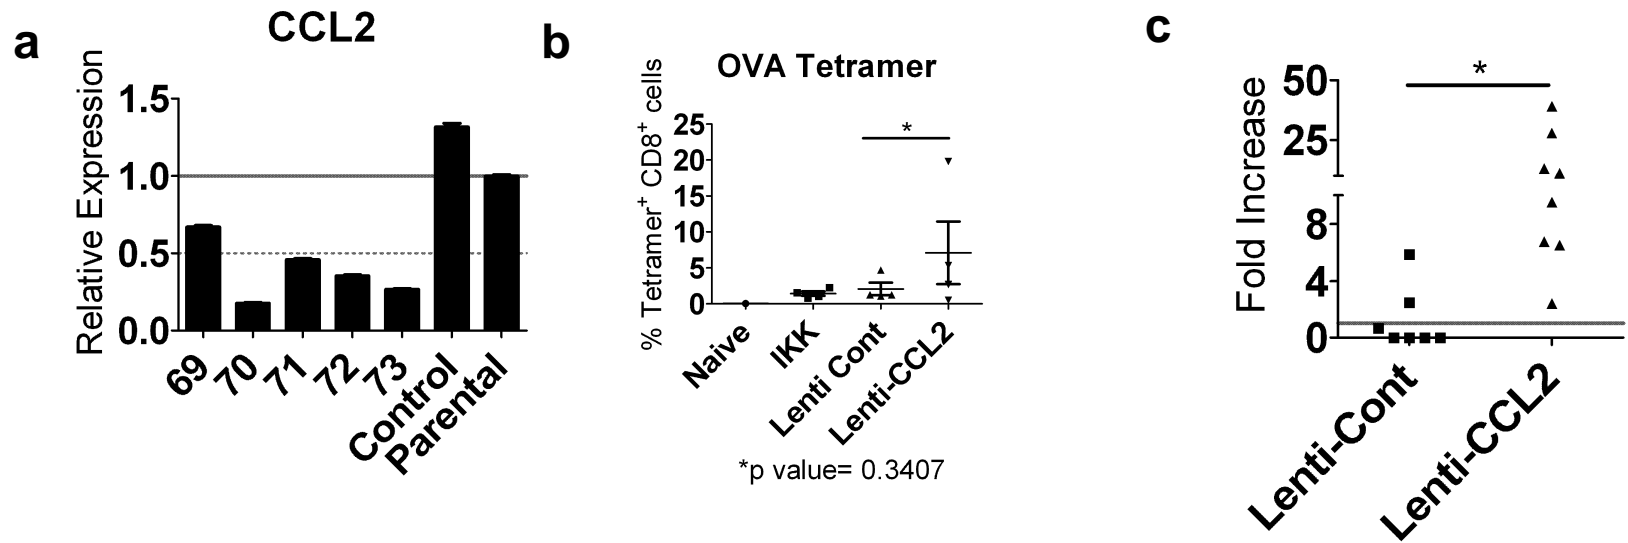 a
CCL2
Relative Expression
1.5
1.0
0.5
0.0
69
70
71
72
73
Control
Parental
b
OVA Tetramer
% Tetramer+ CD8+ cells
25
20
15
10
5
0
*
Naive
IKK
Lenti Cont
Lenti-CCL2
*p value= 0.3407
c
Fold Increase
50
25
8
4
0
*
Lenti-Cont
Lenti-CCL2